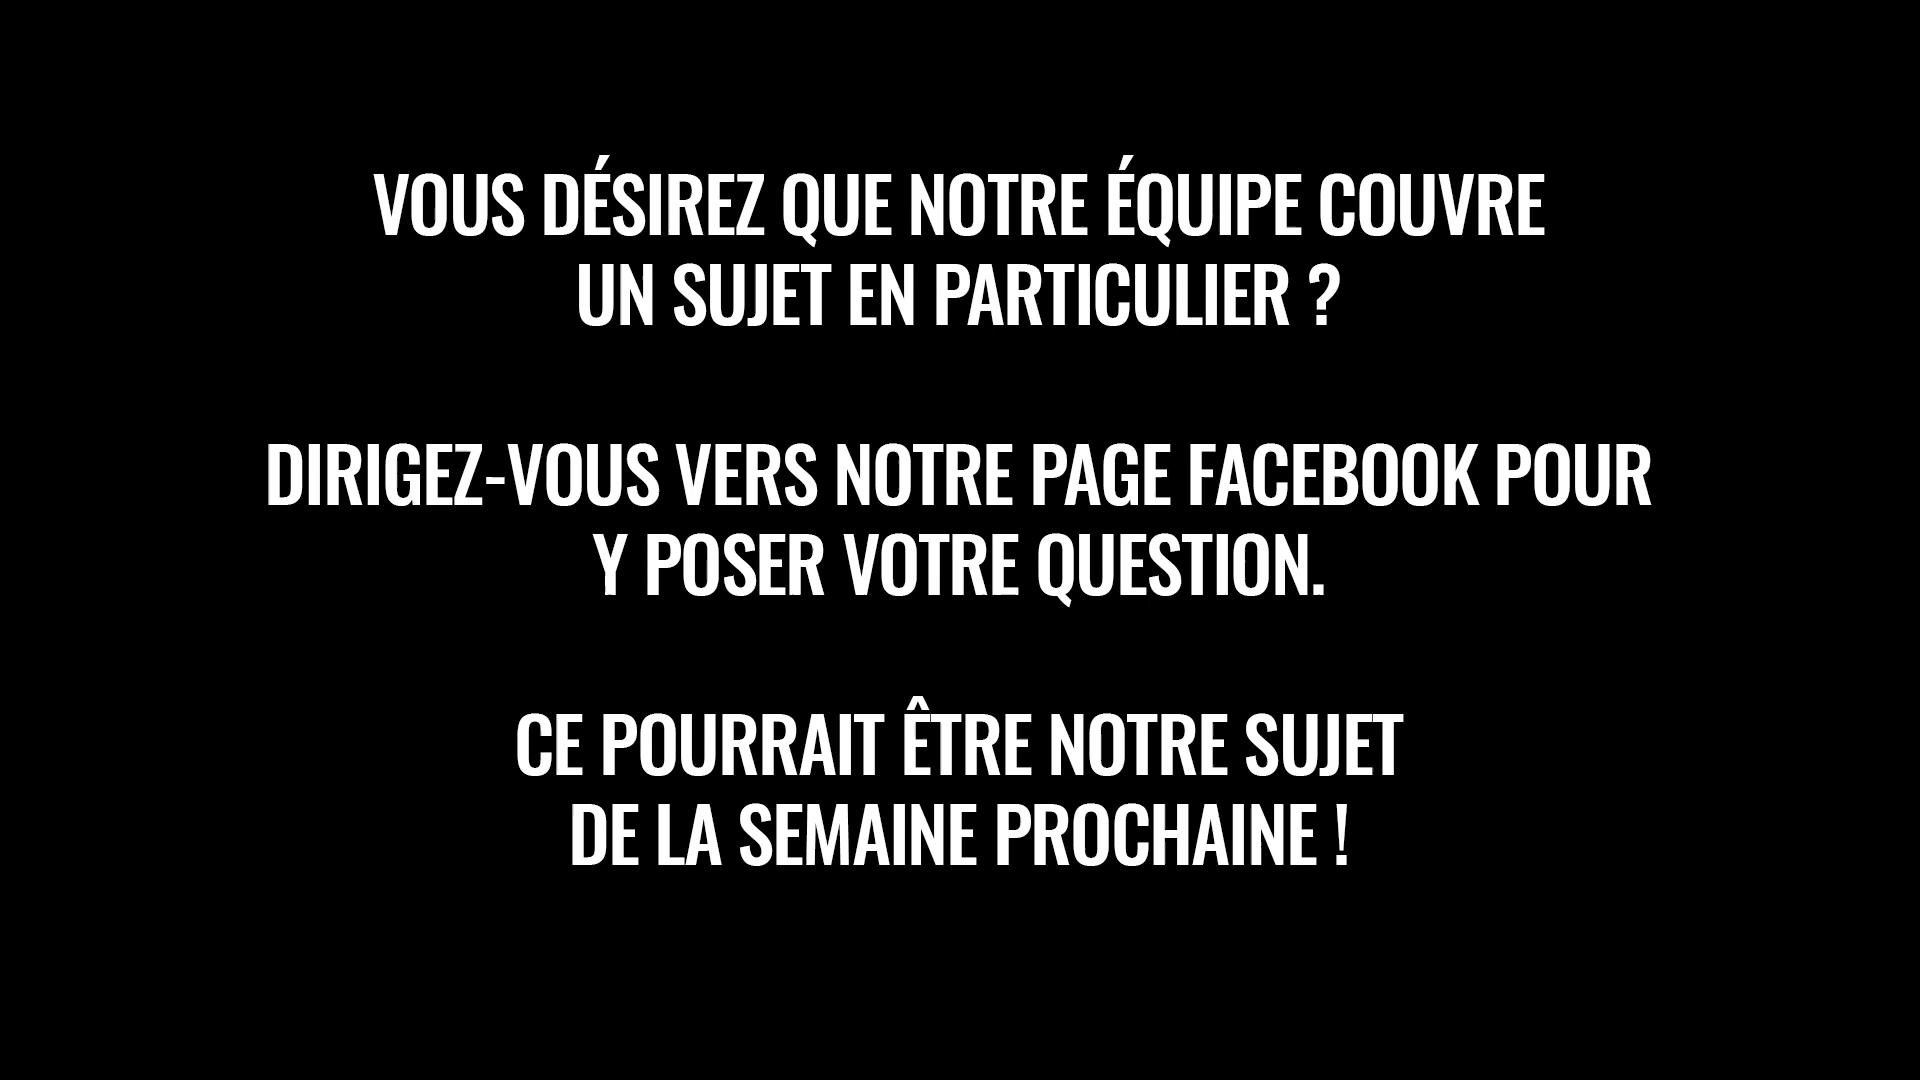 VOUS DÉSIREZ QUE NOTRE ÉQUIPE COUVRE
UN SUJET EN PARTICULIER ?
DIRIGEZ-VOUS VERS NOTRE PAGE FACEBOOK POUR
Y POSER VOTRE QUESTION.
CE POURRAIT ÊTRE NOTRE SUJET
DE LA SEMAINE PROCHAINE !